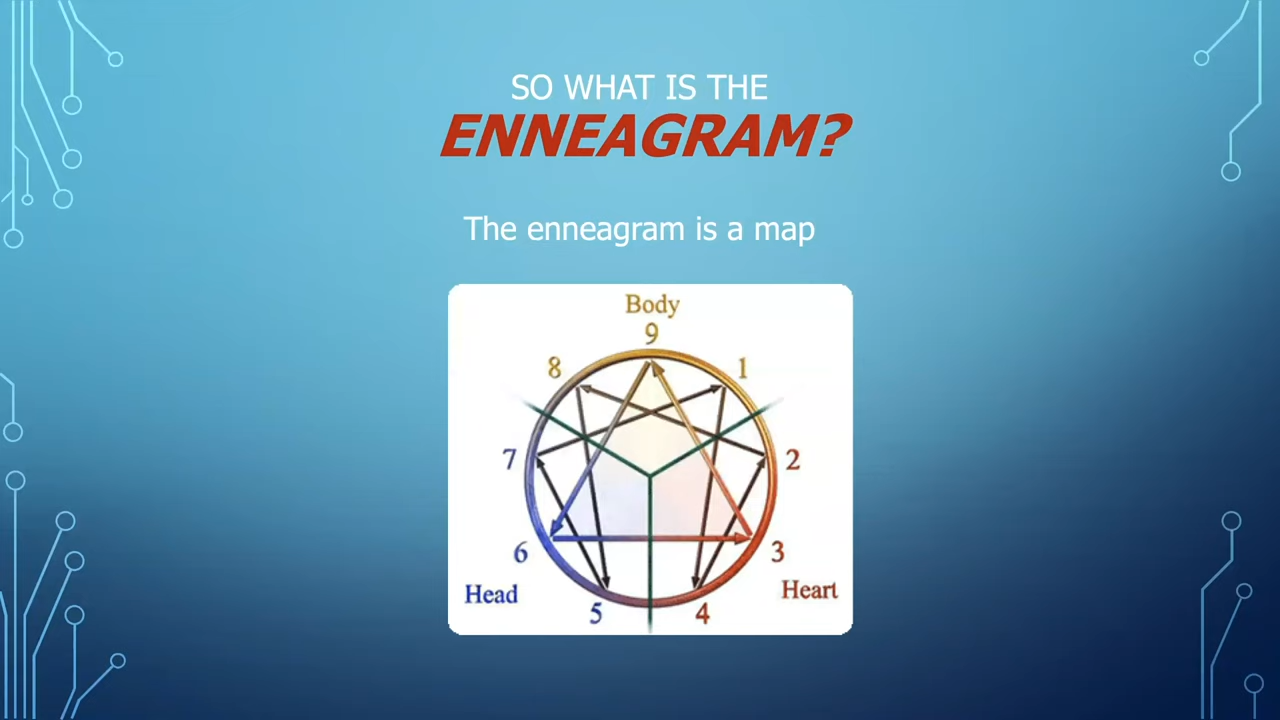 SO WHAT IS THE
ENNEAGRAM?
The enneagram is a map
Body
9
8
1
7
2
6
3
Head
Heart
5
4